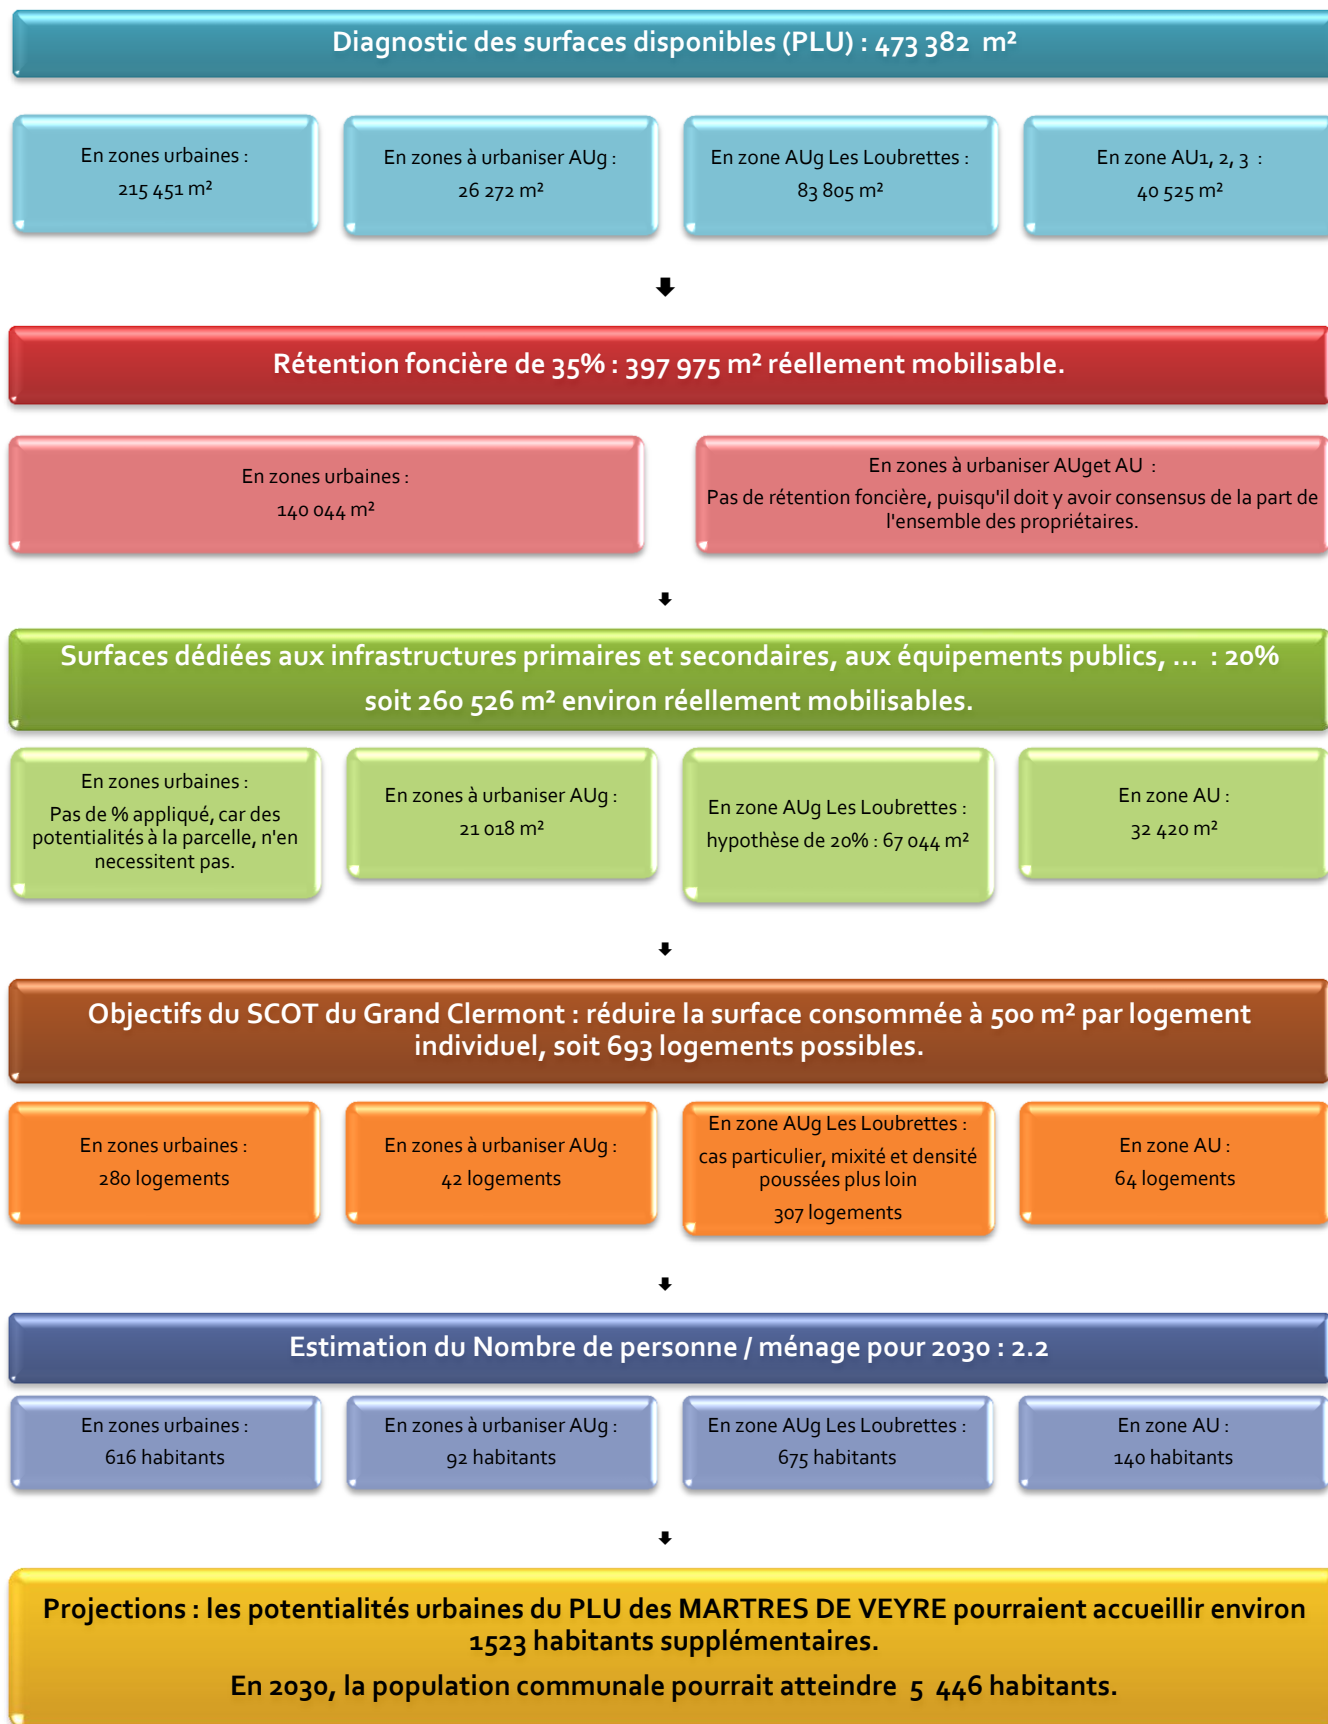 Diagnostic des surfaces disponibles (PLU) : 473 382 m²
En zones urbaines :
215 451 m²
En zones à urbaniser AUg :
26 272 m²
En zone AUg Les Loubrettes :
83 805 m²
En zone AU1, 2, 3 :
40 525 m²
Rétention foncière de 35% : 397 975 m² réellement mobilisable.
En zones urbaines :
140 044 m²
En zones à urbaniser AUget AU :
Pas de rétention foncière, puisqu'il doit y avoir consensus de la part de
l'ensemble des propriétaires.
Surfaces dédiées aux infrastructures primaires et secondaires, aux équipements publics, ... : 20%
soit 260 526 m² environ réellement mobilisables.
En zones urbaines :
Pas de % appliqué, car des
potentialités à la parcelle, n'en
necessitent pas.
En zones à urbaniser AUg :
21 018 m²
En zone AUg Les Loubrettes :
hypothèse de 20% : 67 044 m²
En zone AU :
32 420 m²
Objectifs du SCOT du Grand Clermont : réduire la surface consommée à 500 m² par logement
individuel, soit 693 logements possibles.
En zones urbaines :
280 logements
En zones à urbaniser AUg :
42 logements
En zone AUg Les Loubrettes :
cas particulier, mixité et densité
poussées plus loin
307 logements
En zone AU :
64 logements
Estimation du Nombre de personne / ménage pour 2030 : 2.2
En zones urbaines :
616 habitants
En zones à urbaniser AUg :
92 habitants
En zone AUg Les Loubrettes :
675 habitants
En zone AU :
140 habitants
Projections : les potentialités urbaines du PLU des MARTRES DE VEYRE pourraient accueillir environ
1523 habitants supplémentaires.
En 2030, la population communale pourrait atteindre 5 446 habitants.